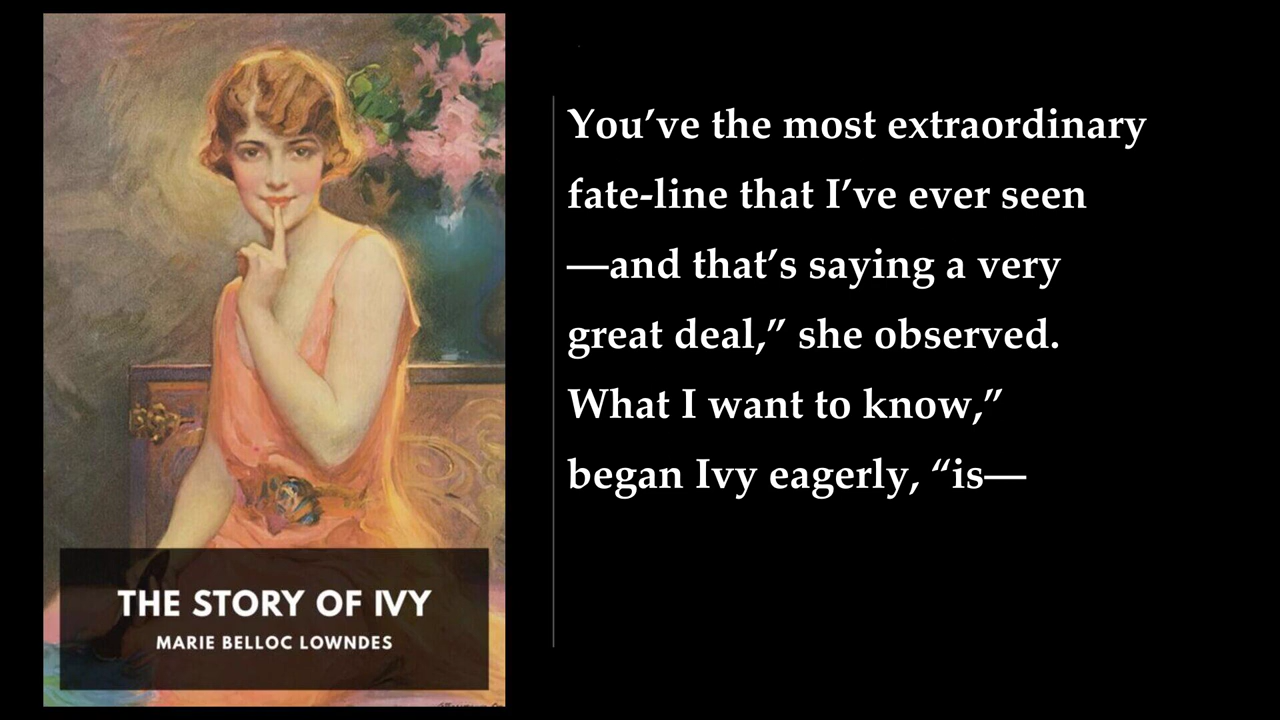 THE STORY OF IVY
MARIE BELLOC LOWNDES
You’ve the most extraordinary
fate-line that I’ve ever seen
—and that’s saying a very
great deal,” she observed.
What I want to know,”
began Ivy eagerly, “is—